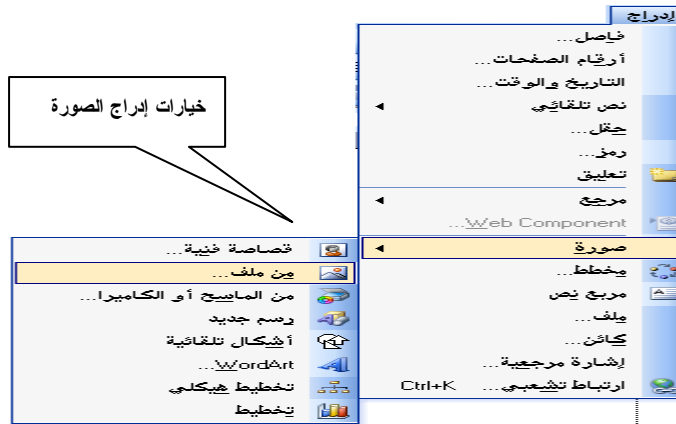 إدراج
فاصل...
أرقام الصفحات...
التاريخ والوقت...
نص تلقائي
حقل...
رمز...
تعليق
مرجع
Web Component...
صورة
مخطط...
مربع نص
ملف...
كائن...
إشارة مرجعية...
ارتباط تشعبي... Ctrl+K
خيارات إدراج الصورة
قصاصة فنية...
من ملف...
من الماسح أو الكاميرا...
رسم جديد
أشكال تلقائية
WordArt...
تخطيط هيكلي
تخطيط